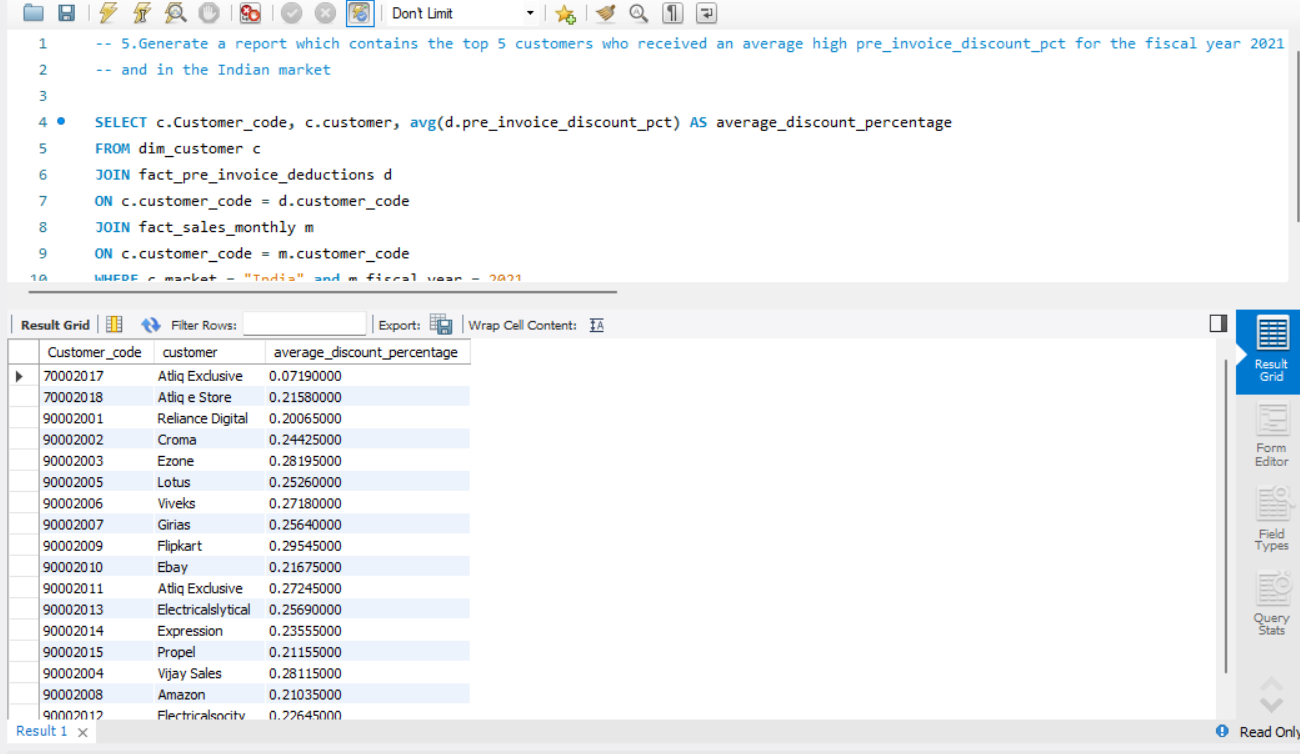 Don't Limit
1 -- 5.Generate a report which contains the top 5 customers who received an average high pre_invoice_discount_pct for the fiscal year 2021
2 -- and in the Indian market
3
4 SELECT c.Customer_code, c.customer, avg(d.pre_invoice_discount_pct) AS average_discount_percentage
5 FROM dim_customer c
6 JOIN fact_pre_invoice_deductions d
7 ON c.customer_code = d.customer_code
8 JOIN fact_sales_monthly m
9 ON c.customer_code = m.customer_code
10 WHERE c.market = "India" and m.fiscal_year = 2021
Result Grid Filter Rows: Export: Wrap Cell Content: IA
Customer_code customer average_discount_percentage
70002017 Atliq Exclusive 0.07190000
70002018 Atliq e Store 0.21580000
90002001 Reliance Digital 0.20065000
90002002 Croma 0.24425000
90002003 Ezone 0.28195000
90002005 Lotus 0.25260000
90002006 Viveks 0.27180000
90002007 Girias 0.25640000
90002009 Flipkart 0.29545000
90002010 Ebay 0.21675000
90002011 Atliq Exclusive 0.27245000
90002013 Electricalslytical 0.25690000
90002014 Expression 0.23555000
90002015 Propel 0.21155000
90002004 Vijay Sales 0.28115000
90002008 Amazon 0.21035000
90002012 Electricalsocity 0.22645000
Result
Grid
Form
Editor
Field
Types
Query
Stats
Result 1
Read Only